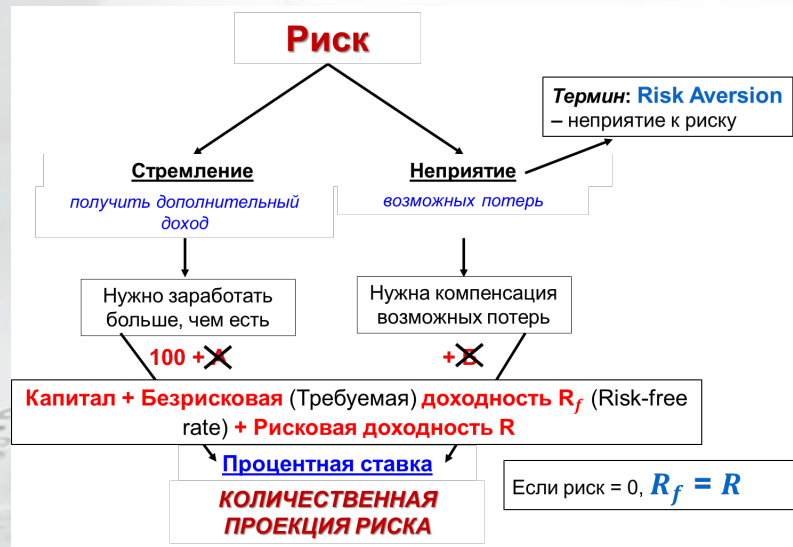 Риск
Термин: Risk Aversion
– неприятие к риску
Стремление
получить дополнительный
доход
Неприятие
возможных потерь
Нужно заработать
больше, чем есть
Нужна компенсация
возможных потерь
100 + A
+ B
Капитал + Безрисковая (Требуемая) доходность R_f (Risk-free
rate) + Рисковая доходность R
Процентная ставка
КОЛИЧЕСТВЕННАЯ
ПРОЕКЦИЯ РИСКА
Если риск = 0, R_f = R